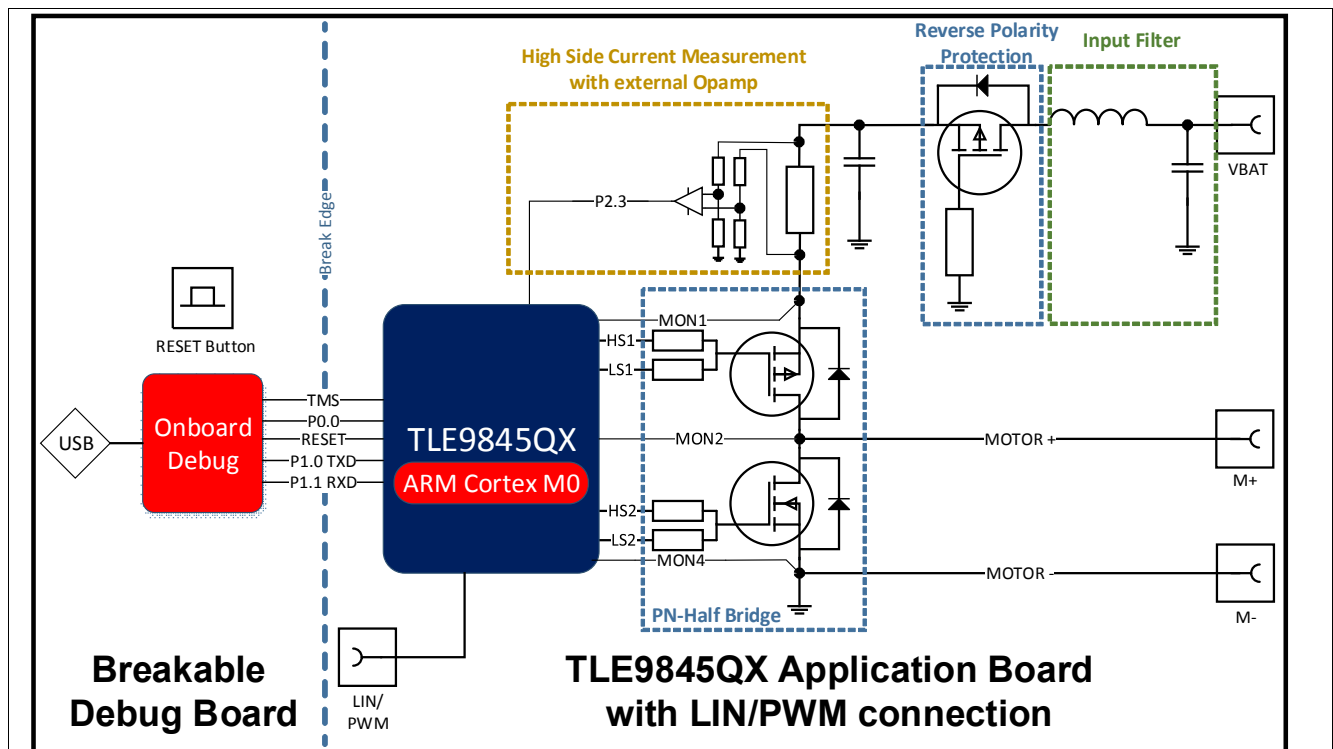 Reverse Polarity
Protection
Input Filter
High Side Current Measurement
with external Opamp
VBAT
P2.3
Break Edge
RESET Button
MON1
HS1
LS1
TMS
P0.0
RESET
P1.0 TXD
P1.1 RXD
USB
Onboard
Debug
TLE9845QX
ARM Cortex M0
MON2
MOTOR +
M+
HS2
LS2
MON4
MOTOR -
M-
PN-Half Bridge
LIN/
PWM
Breakable
Debug Board
TLE9845QX Application Board
with LIN/PWM connection